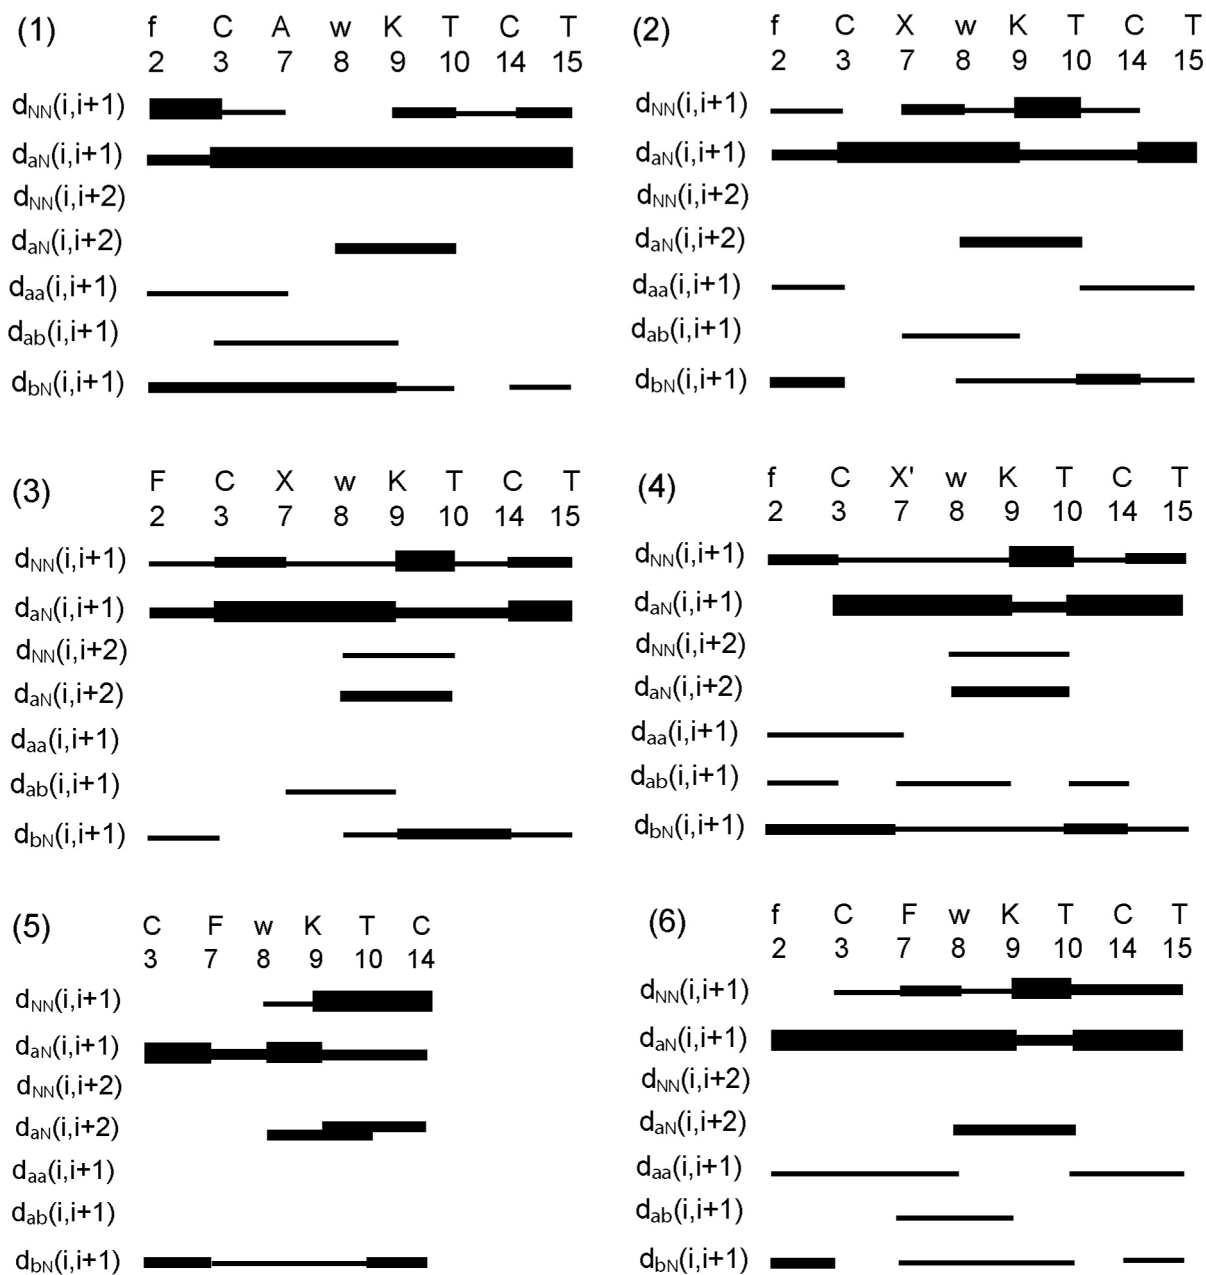 (1) f C A w K T C T
2 3 7 8 9 10 14 15
dNN(i,i+1)
daN(i,i+1)
dNN(i,i+2)
daN(i,i+2)
daa(i,i+1)
dab(i,i+1)
dbN(i,i+1)
(2) f C X w K T C T
2 3 7 8 9 10 14 15
dNN(i,i+1)
daN(i,i+1)
dNN(i,i+2)
daN(i,i+2)
daa(i,i+1)
dab(i,i+1)
dbN(i,i+1)
(3) F C X w K T C T
2 3 7 8 9 10 14 15
dNN(i,i+1)
daN(i,i+1)
dNN(i,i+2)
daN(i,i+2)
daa(i,i+1)
dab(i,i+1)
dbN(i,i+1)
(4) f C X' w K T C T
2 3 7 8 9 10 14 15
dNN(i,i+1)
daN(i,i+1)
dNN(i,i+2)
daN(i,i+2)
daa(i,i+1)
dab(i,i+1)
dbN(i,i+1)
(5) C F w K T C
3 7 8 9 10 14
dNN(i,i+1)
daN(i,i+1)
dNN(i,i+2)
daN(i,i+2)
daa(i,i+1)
dab(i,i+1)
dbN(i,i+1)
(6) f C F w K T C T
2 3 7 8 9 10 14 15
dNN(i,i+1)
daN(i,i+1)
dNN(i,i+2)
daN(i,i+2)
daa(i,i+1)
dab(i,i+1)
dbN(i,i+1)